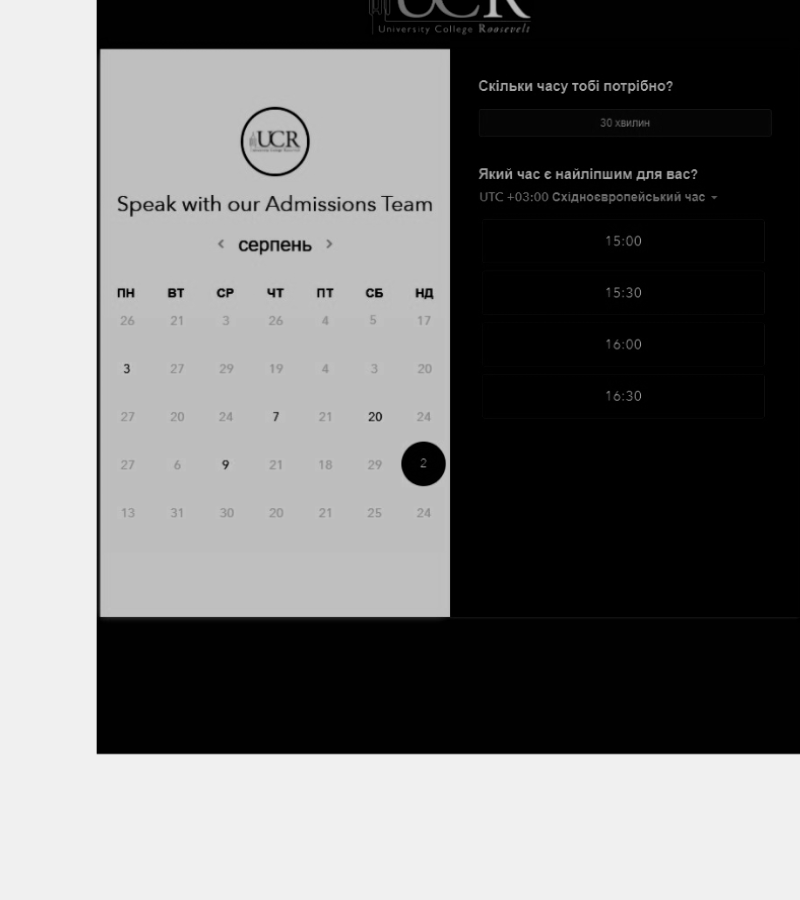 UCR
University College Roosevelt
UCR
Speak with our Admissions Team
серпень
ПН ВТ СР ЧТ ПТ СБ НД
26 21 3 26 4 5 17
3 27 29 19 4 3 20
27 20 24 7 21 20 24
27 6 9 21 18 29 2
13 31 30 20 21 25 24
Скільки часу тобі потрібно?
30 хвилин
Який час є найліпшим для вас?
UTC +03:00 Східноєвропейський час
15:00
15:30
16:00
16:30